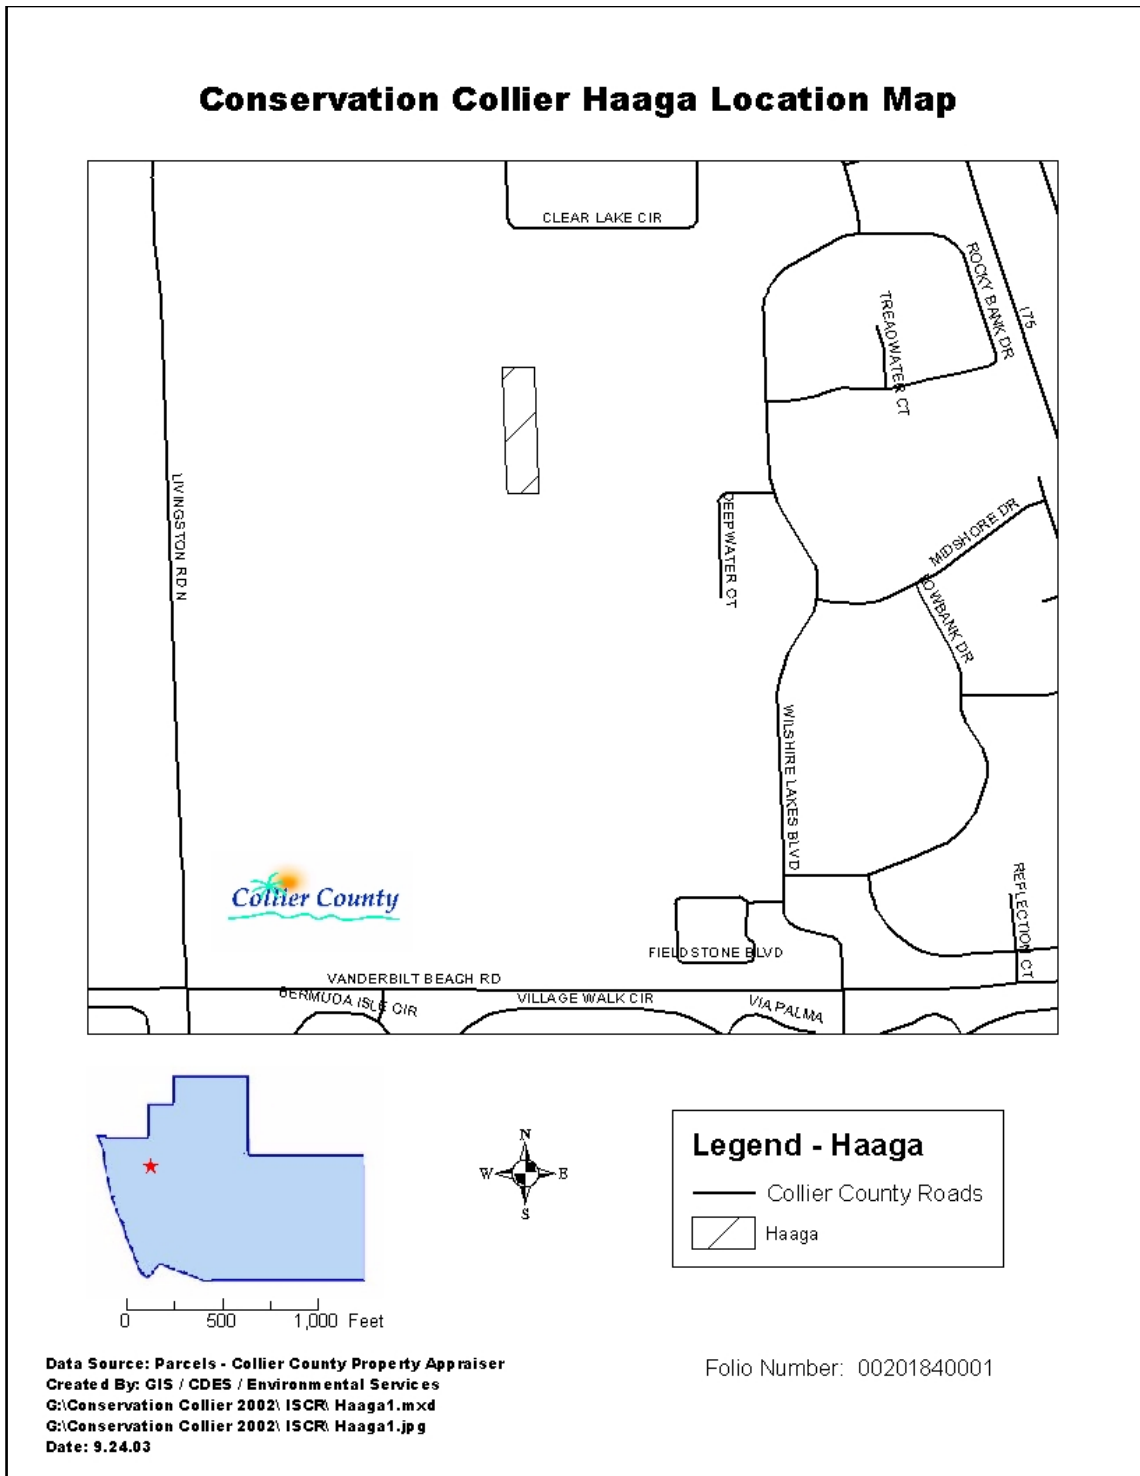 Conservation Collier Haaga Location Map
CLEAR LAKE CIR
ROCKY BANK DR
I75
TREADWATER CT
LIVINGSTON RD N
DEEPWATER CT
MIDSHORE DR
OWBANK DR
WILSHIRE LAKES BLVD
REFLECTION CT
Collier County
FIELDSTONE BLVD
VANDERBILT BEACH RD
BERMUDA ISLE CIR
VILLAGE WALK CIR
VIA PALMA
N
W E
S
Legend - Haaga
Collier County Roads
Haaga
0 500 1,000 Feet
Data Source: Parcels - Collier County Property Appraiser
Created By: GIS / CDES / Environmental Services
G:\Conservation Collier 2002\ ISCR\ Haaga1.mxd
G:\Conservation Collier 2002\ ISCR\ Haaga1.jpg
Date: 9.24.03
Folio Number: 00201840001